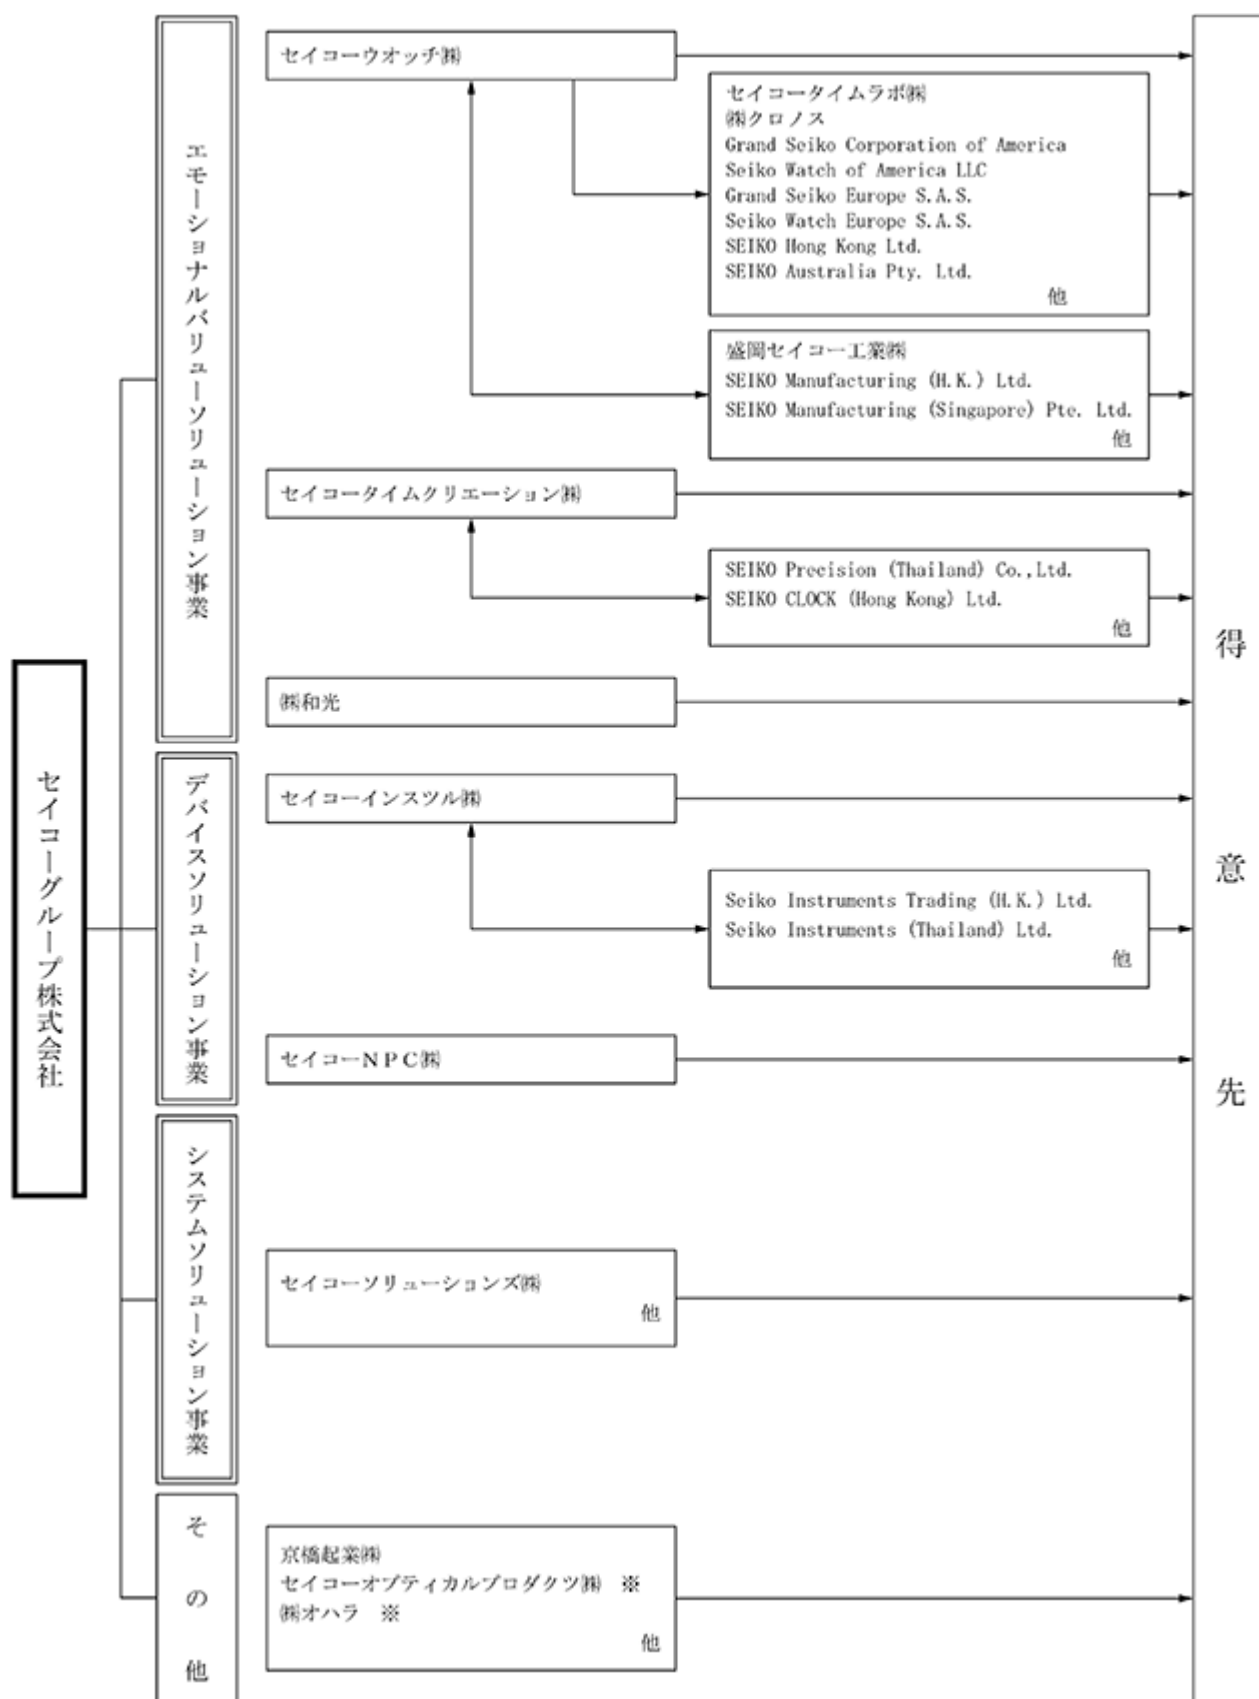 セイコーグループ株式会社
エモーショナルバリューソリューション事業
セイコーウオッチ㈱
セイコータイムラボ㈱
㈱クロノス
Grand Seiko Corporation of America
Seiko Watch of America LLC
Grand Seiko Europe S.A.S.
Seiko Watch Europe S.A.S.
SEIKO Hong Kong Ltd.
SEIKO Australia Pty. Ltd.
他
盛岡セイコー工業㈱
SEIKO Manufacturing (H.K.) Ltd.
SEIKO Manufacturing (Singapore) Pte. Ltd.
他
セイコータイムクリエーション㈱
SEIKO Precision (Thailand) Co.,Ltd.
SEIKO CLOCK (Hong Kong) Ltd.
他
㈱和光
デバイスソリューション事業
セイコーインスツル㈱
Seiko Instruments Trading (H.K.) Ltd.
Seiko Instruments (Thailand) Ltd.
他
セイコーNPC㈱
システムソリューション事業
セイコーソリューションズ㈱
他
その他
京橋起業㈱
セイコーオプティカルプロダクツ㈱ ※
㈱オハラ ※
他
得意先